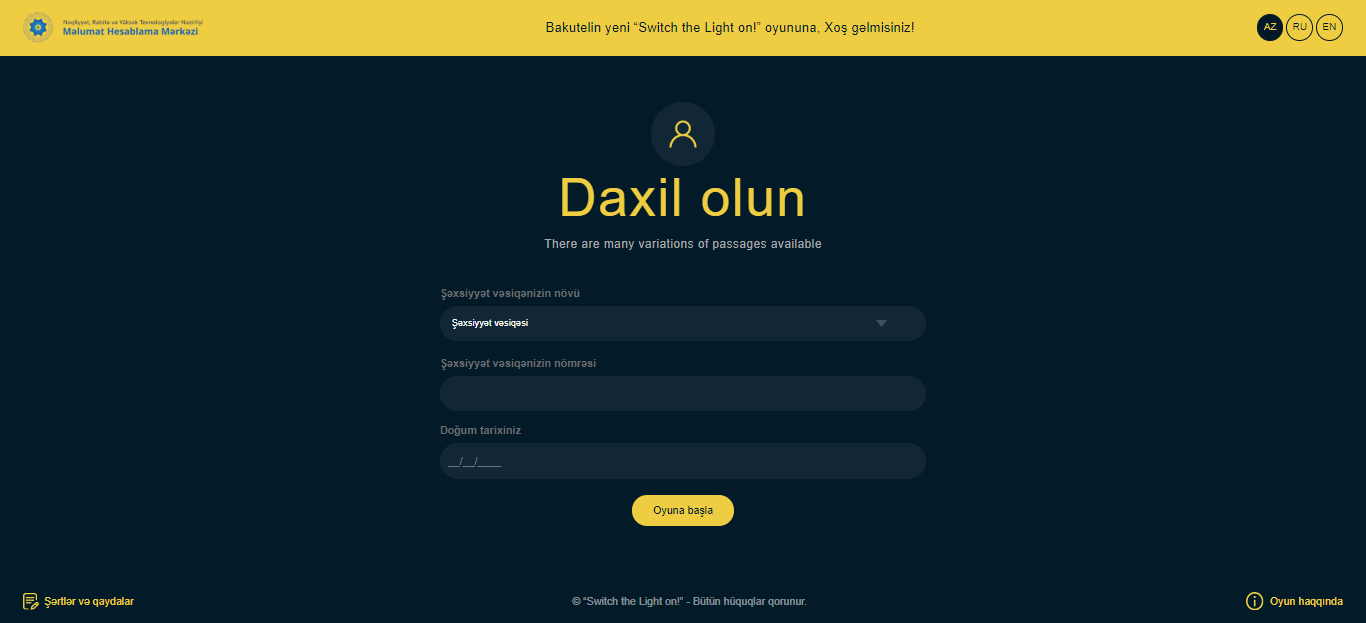 Nəqliyyat, Rabitə və Yüksək Texnologiyalar Nazirliyi
Məlumat Hesablama Mərkəzi
Bakutelin yeni “Switch the Light on!” oyununa, Xoş gəlmisiniz!
AZ RU EN
Daxil olun
There are many variations of passages available
Şəxsiyyət vəsiqənizin növü
Şəxsiyyət vəsiqəsi
Şəxsiyyət vəsiqənizin nömrəsi
Doğum tarixiniz
__/__/____
Oyuna başla
Şərtlər və qaydalar
© “Switch the Light on!” - Bütün hüquqlar qorunur.
Oyun haqqında